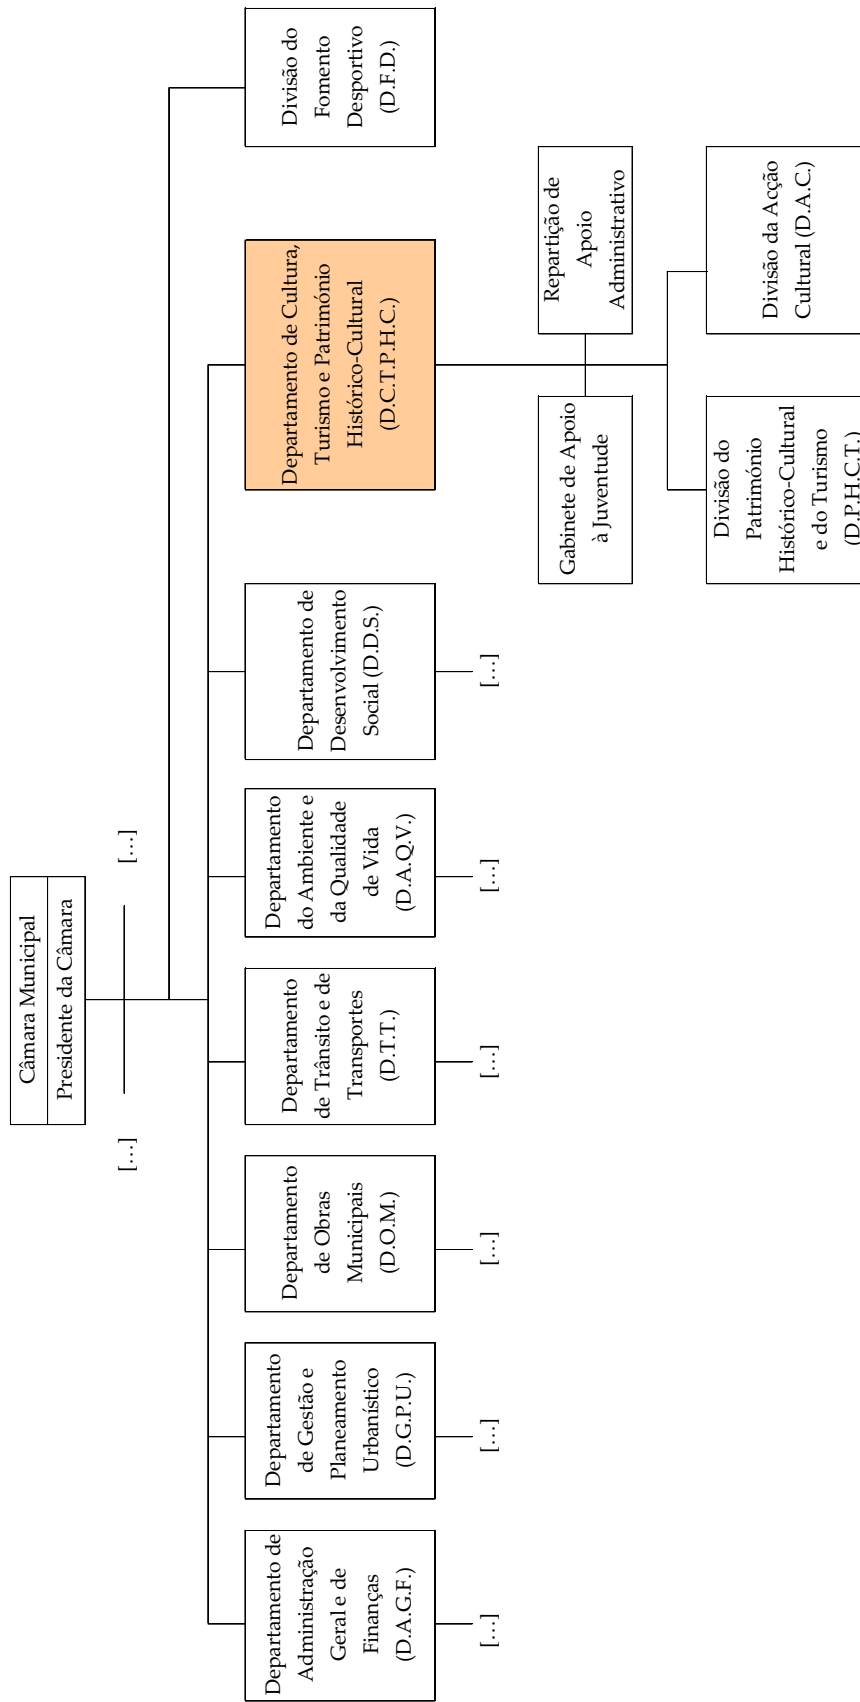 Câmara Municipal
Presidente da Câmara
[…]
[…]
Departamento de
Administração
Geral e de
Finanças
(D.A.G.F.)
Departamento
de Gestão e
Planeamento
Urbanístico
(D.G.P.U.)
Departamento
de Obras
Municipais
(D.O.M.)
Departamento
de Trânsito e de
Transportes
(D.T.T.)
Departamento
do Ambiente e
da Qualidade
de Vida
(D.A.Q.V.)
Departamento de
Desenvolvimento
Social (D.D.S.)
Departamento de Cultura,
Turismo e Património
Histórico-Cultural
(D.C.T.P.H.C.)
Divisão do
Fomento
Desportivo
(D.F.D.)
[…]
[…]
[…]
[…]
[…]
[…]
Gabinete de Apoio
à Juventude
Repartição de
Apoio
Administrativo
Divisão do
Património
Histórico-Cultural
e do Turismo
(D.P.H.C.T.)
Divisão da Acção
Cultural (D.A.C.)